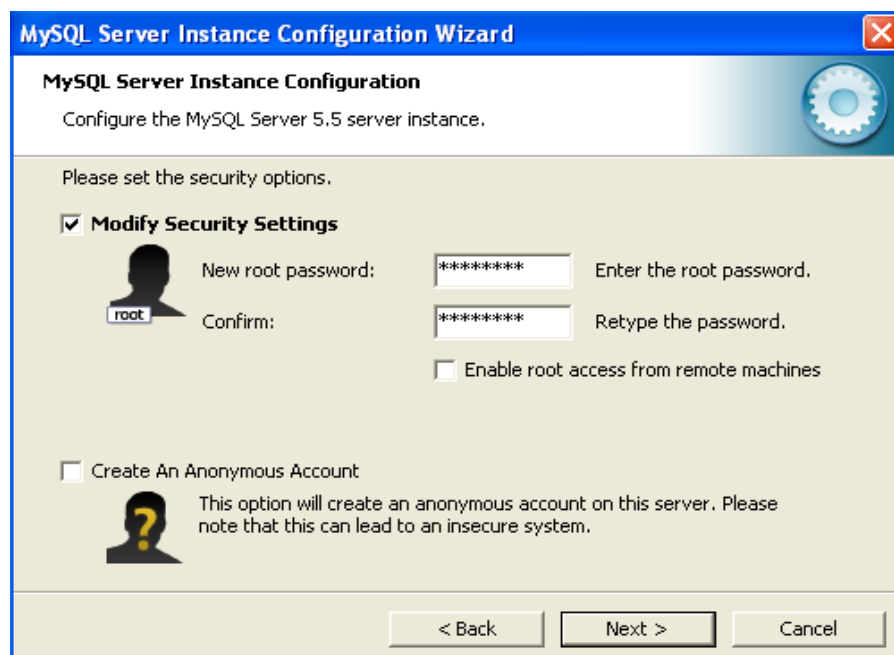 MySQL Server Instance Configuration Wizard
MySQL Server Instance Configuration
Configure the MySQL Server 5.5 server instance.
Please set the security options.
Modify Security Settings
New root password: ******** Enter the root password.
root
Confirm: ******** Retype the password.
Enable root access from remote machines
Create An Anonymous Account
?
This option will create an anonymous account on this server. Please
note that this can lead to an insecure system.
< Back Next > Cancel